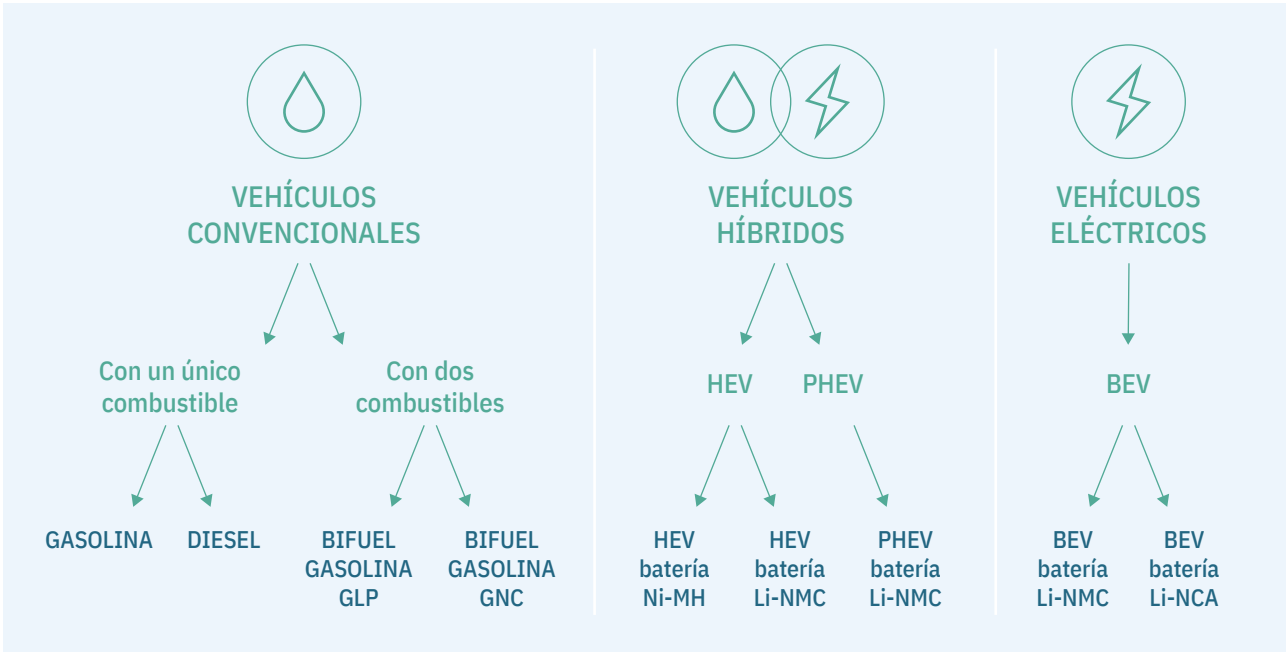 VEHÍCULOS
CONVENCIONALES
Con un único
combustible
Con dos
combustibles
GASOLINA
DIESEL
BIFUEL
GASOLINA
GLP
BIFUEL
GASOLINA
GNC
VEHÍCULOS
HÍBRIDOS
HEV
PHEV
HEV
batería
Ni-MH
HEV
batería
Li-NMC
PHEV
batería
Li-NMC
VEHÍCULOS
ELÉCTRICOS
BEV
BEV
batería
Li-NMC
BEV
batería
Li-NCA